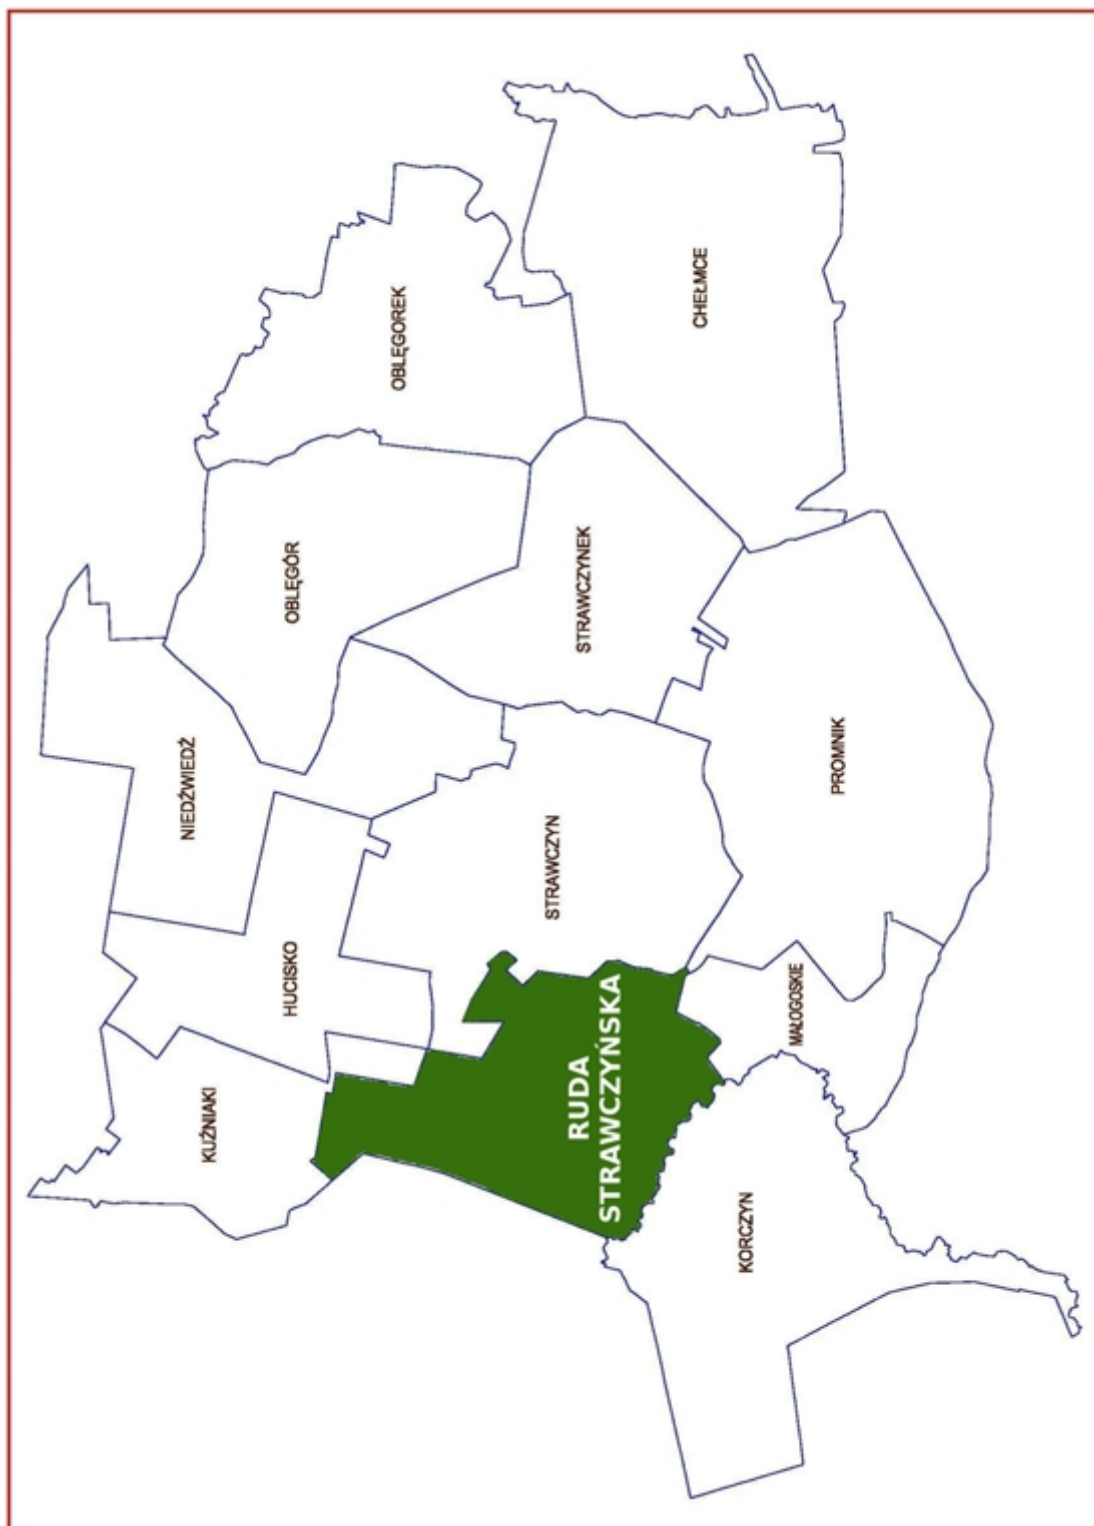 KUŹNIAKI
HUCISKO
NIEDŹWIEDŹ
OBLĘGÓR
OBLĘGOREK
STRAWCZYN
STRAWCZYNEK
CHEŁMCE
RUDA
STRAWCZYŃSKA
KORCZYN
MAŁOGOSKIE
PROMNIK